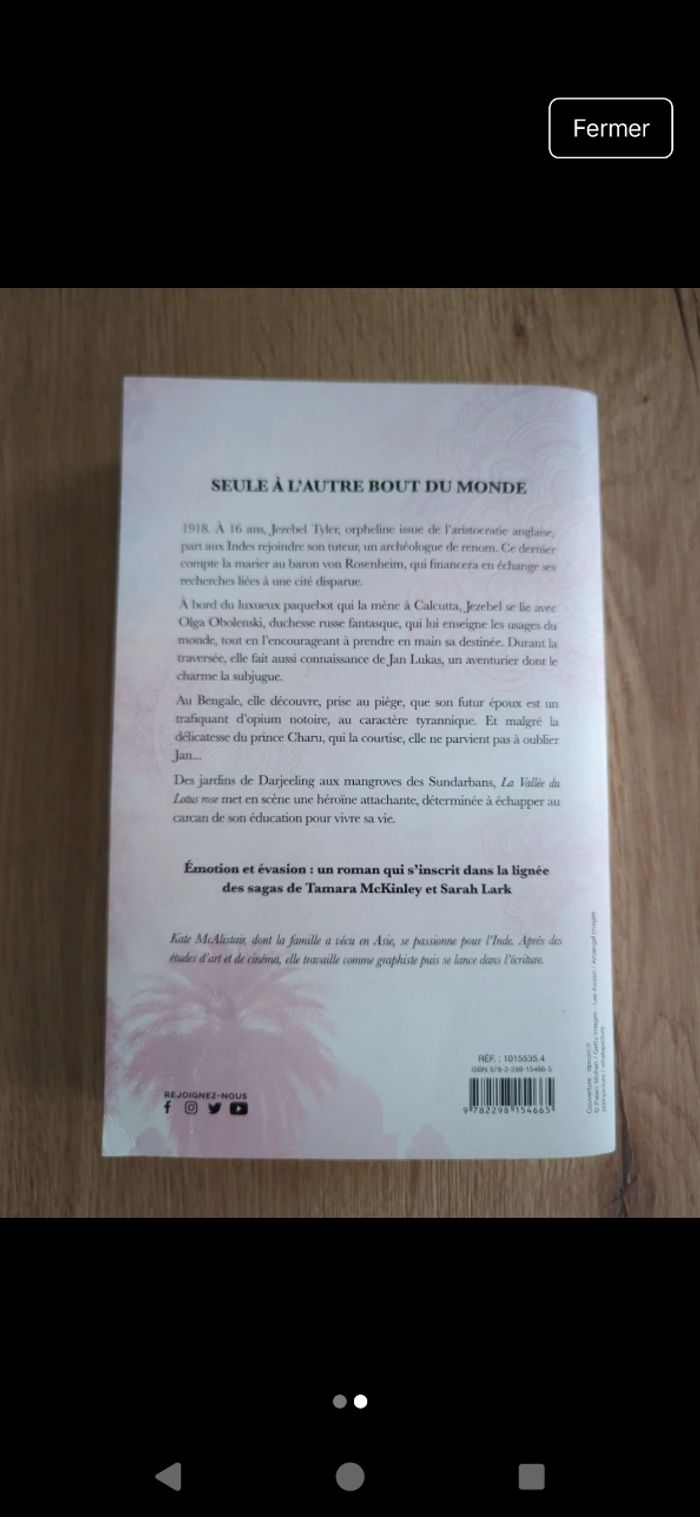 Fermer
SEULE À L'AUTRE BOUT DU MONDE
1918. À 16 ans, Jezebel Tyler, orpheline issue de l'aristocratie anglaise,
part aux Indes rejoindre son tuteur, un archéologue de renom. Ce dernier
compte la marier au baron von Rosenheim, qui financera en échange ses
recherches liées à une cité disparue.
À bord du luxueux paquebot qui la mène à Calcutta, Jezebel se lie avec
Olga Obolenski, duchesse russe fantasque, qui lui enseigne les usages du
monde, tout en l'encourageant à prendre en main sa destinée. Durant la
traversée, elle fait aussi connaissance de Jan Lukas, un aventurier dont le
charme la subjugue.
Au Bengale, elle découvre, prise au piège, que son futur époux est un
trafiquant d'opium notoire, au caractère tyrannique. Et malgré la
délicatesse du prince Charu, qui la courtise, elle ne parvient pas à oublier
Jan...
Des jardins de Darjeeling aux mangroves des Sundarbans, La Vallée du
Lotus rose met en scène une héroïne attachante, déterminée à échapper au
carcan de son éducation pour vivre sa vie.
Émotion et évasion : un roman qui s'inscrit dans la lignée
des sagas de Tamara McKinley et Sarah Lark
Kate McAlistair, dont la famille a vécu en Asie, se passionne pour l'Inde. Après des
études d'art et de cinéma, elle travaille comme graphiste puis se lance dans l'écriture.
RÉF. : 1015535.4
ISBN 978-2-298-15466-5
9782298154665
REJOIGNEZ-NOUS
Couverture :